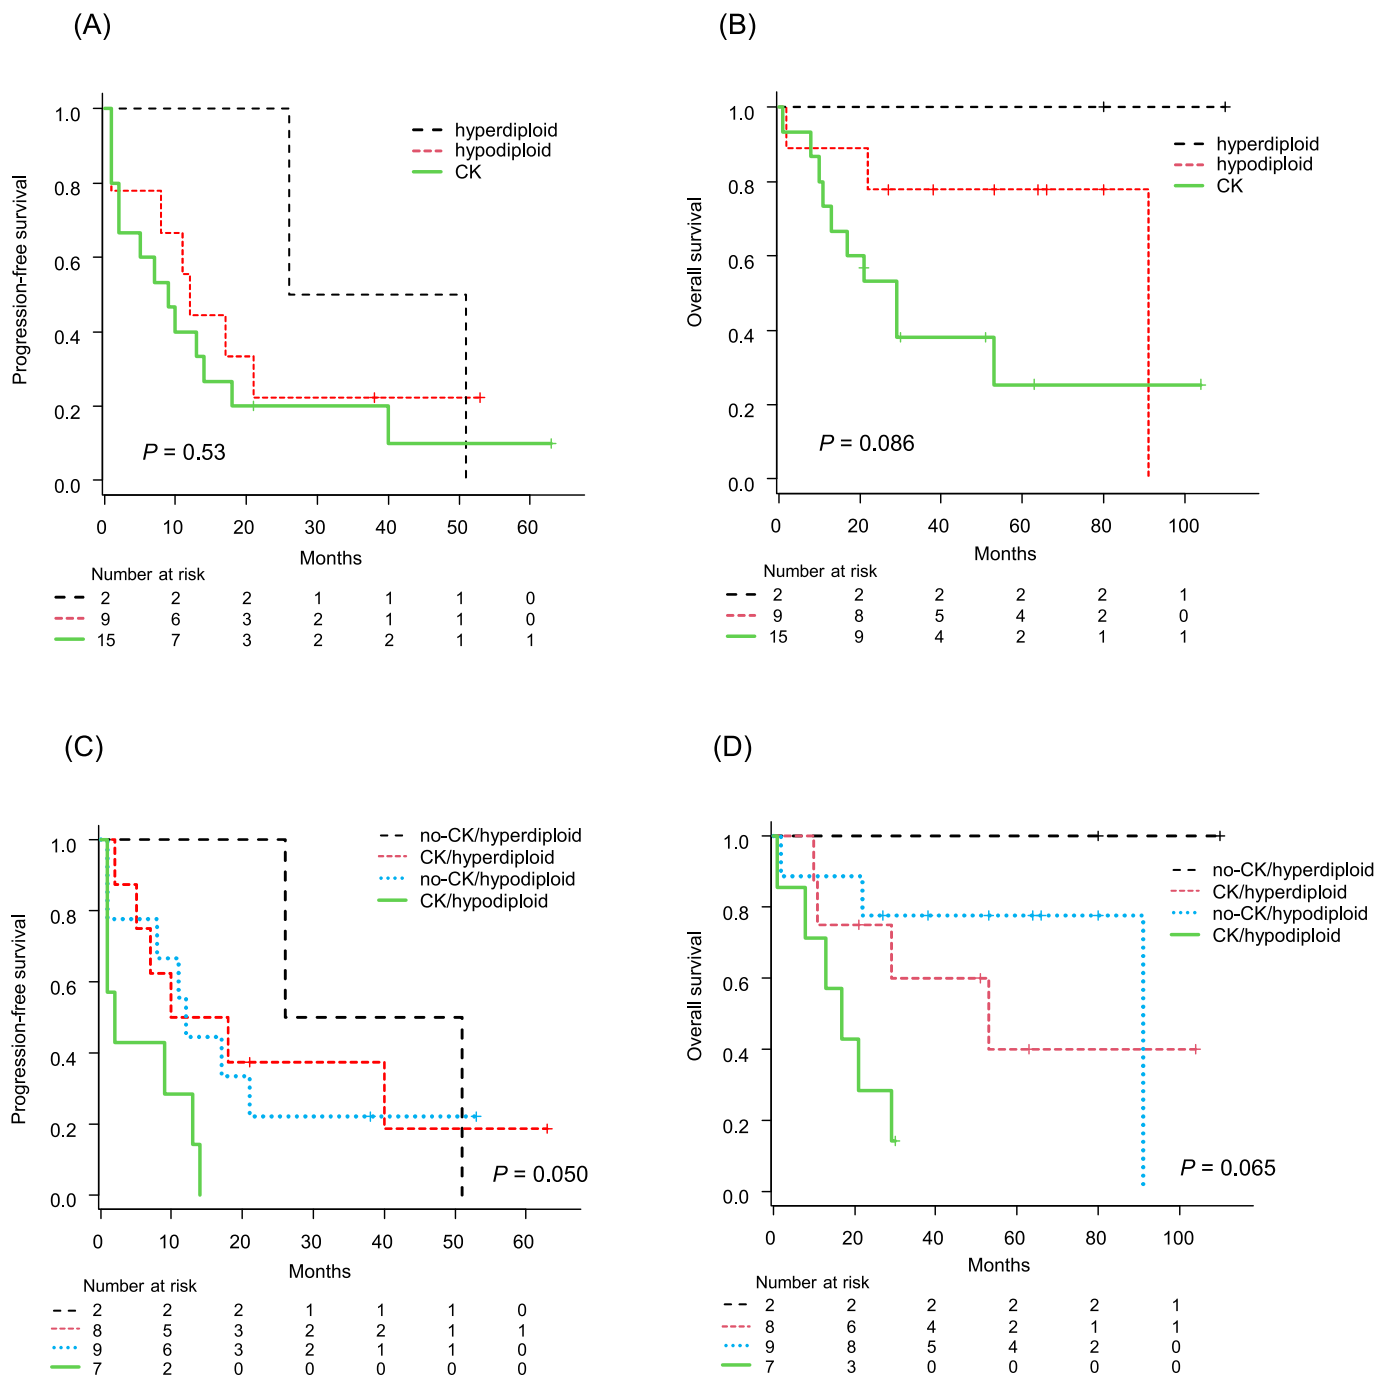 (A)
Progression-free survival
1.0
0.8
0.6
0.4
0.2
0.0
hyperdiploid
hypodiploid
CK
P = 0.53
0 10 20 30 40 50 60
Months
Number at risk
2 2 2 1 1 1 0
9 6 3 2 1 1 0
15 7 3 2 2 1 1
(B)
Overall survival
1.0
0.8
0.6
0.4
0.2
0.0
hyperdiploid
hypodiploid
CK
P = 0.086
0 20 40 60 80 100
Months
Number at risk
2 2 2 2 2 1
9 8 5 4 2 0
15 9 4 2 1 1
(C)
Progression-free survival
1.0
0.8
0.6
0.4
0.2
0.0
no-CK/hyperdiploid
CK/hyperdiploid
no-CK/hypodiploid
CK/hypodiploid
P = 0.050
0 10 20 30 40 50 60
Months
Number at risk
2 2 2 1 1 1 0
8 5 3 2 2 1 1
9 6 3 2 1 1 0
7 2 0 0 0 0 0
(D)
Overall survival
1.0
0.8
0.6
0.4
0.2
0.0
no-CK/hyperdiploid
CK/hyperdiploid
no-CK/hypodiploid
CK/hypodiploid
P = 0.065
0 20 40 60 80 100
Months
Number at risk
2 2 2 2 2 1
8 6 4 2 1 1
9 8 5 4 2 0
7 3 0 0 0 0